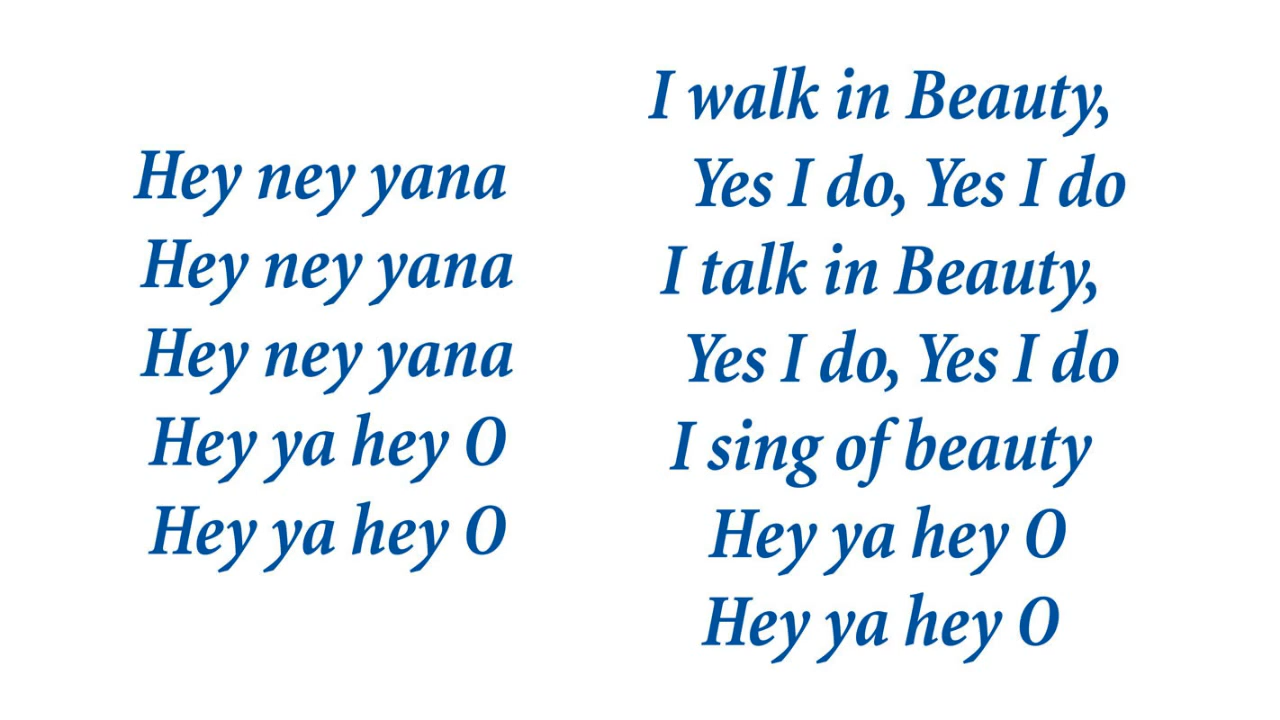 Hey ney yana
Hey ney yana
Hey ney yana
Hey ya hey O
Hey ya hey O
I walk in Beauty,
Yes I do, Yes I do
I talk in Beauty,
Yes I do, Yes I do
I sing of beauty
Hey ya hey O
Hey ya hey O